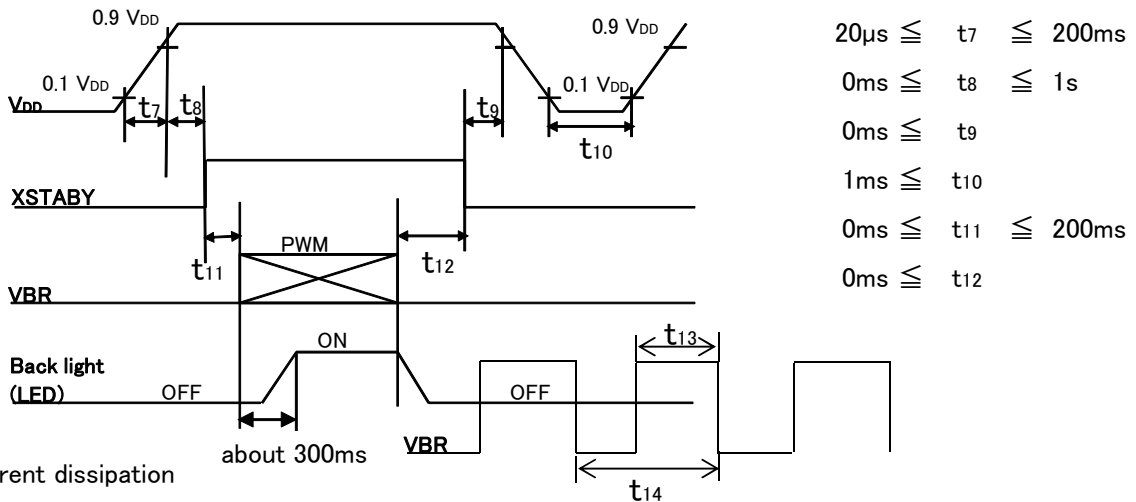 0.9 VDD
0.9 VDD
0.1 VDD
0.1 VDD
VDD
t7
t8
t9
t10
XSTABY
t11
PWM
t12
VBR
Back light
(LED)
OFF
ON
OFF
about 300ms
t13
VBR
t14
rent dissipation
20μs ≦ t7 ≦ 200ms
0ms ≦ t8 ≦ 1s
0ms ≦ t9
1ms ≦ t10
0ms ≦ t11 ≦ 200ms
0ms ≦ t12